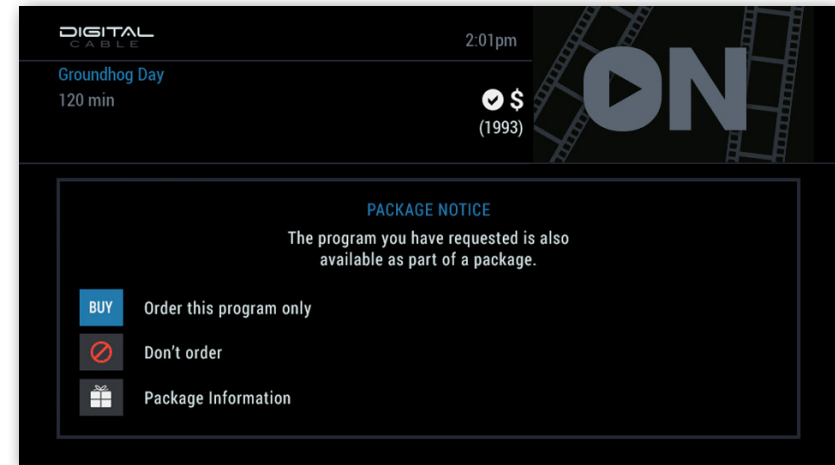 DIGITAL
CABLE
2:01pm
Groundhog Day
120 min
$
(1993)
ON
PACKAGE NOTICE
The program you have requested is also
available as part of a package.
BUY Order this program only
Don't order
Package Information